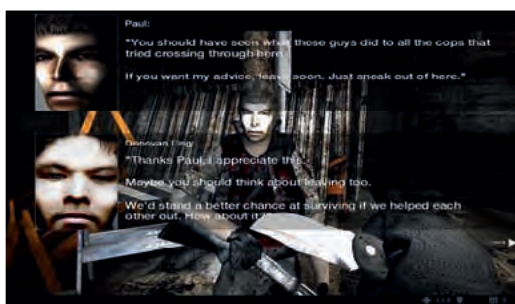 Paul:
"You should have seen what these guys did to all the cops that
tried crossing through here.
If you want my advice, leave soon. Just sneak out of here."
Donovan Ling:
"Thanks Paul, I appreciate this.
Maybe you should think about leaving too.
We'd stand a better chance at surviving if we helped each
other out. How about it?"